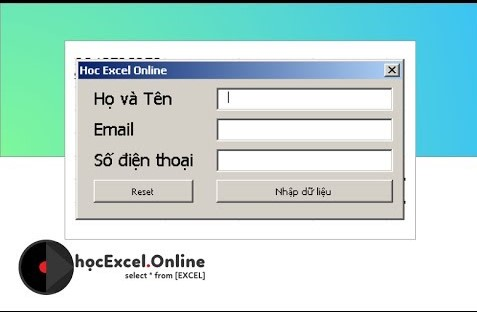 Hoc Excel Online
Họ và Tên
Email
Số điện thoại
Reset
Nhập dữ liệu
họcExcel.Online
select * from [EXCEL]